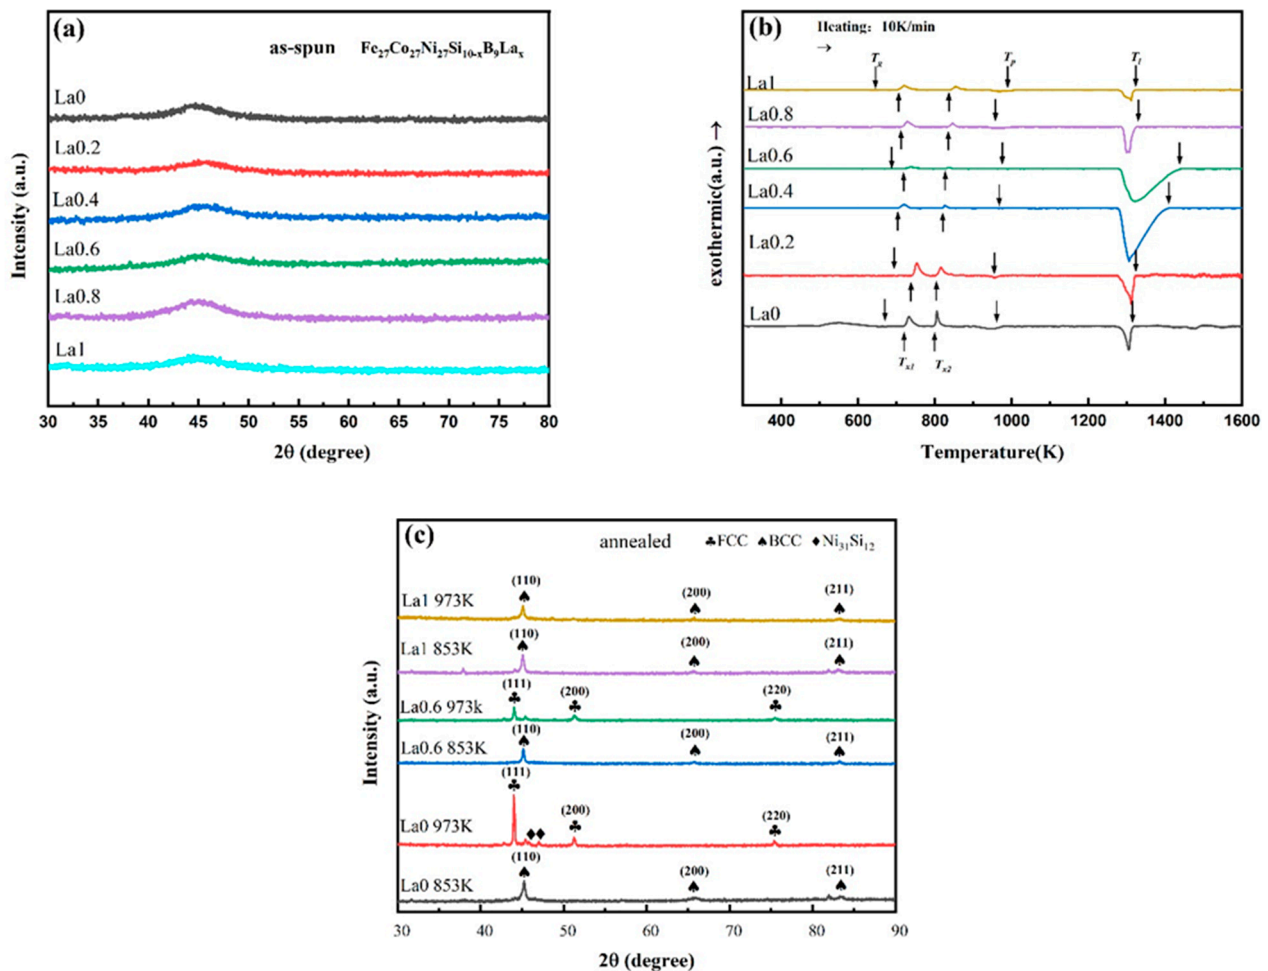 (a)
as-spun Fe27Co27Ni27Si10-xB9Lax
La0
La0.2
La0.4
La0.6
La0.8
La1
Intensity (a.u.)
30 35 40 45 50 55 60 65 70 75 80
2θ (degree)
(b)
Heating: 10K/min
→
Tg Tp Tl
La1
La0.8
La0.6
La0.4
La0.2
La0
Tx1 Tx2
exothermic(a.u.) →
400 600 800 1000 1200 1400 1600
Temperature(K)
(c)
annealed ♣FCC ♠BCC ♦Ni31Si12
(110) (200) (211)
La1 973K
(110) (200) (211)
La1 853K
(111) (200) (220)
La0.6 973k
(110) (200) (211)
La0.6 853K
(111) (200) (220)
La0 973K
(110) (200) (211)
La0 853K
Intensity (a.u.)
30 40 50 60 70 80 90
2θ (degree)